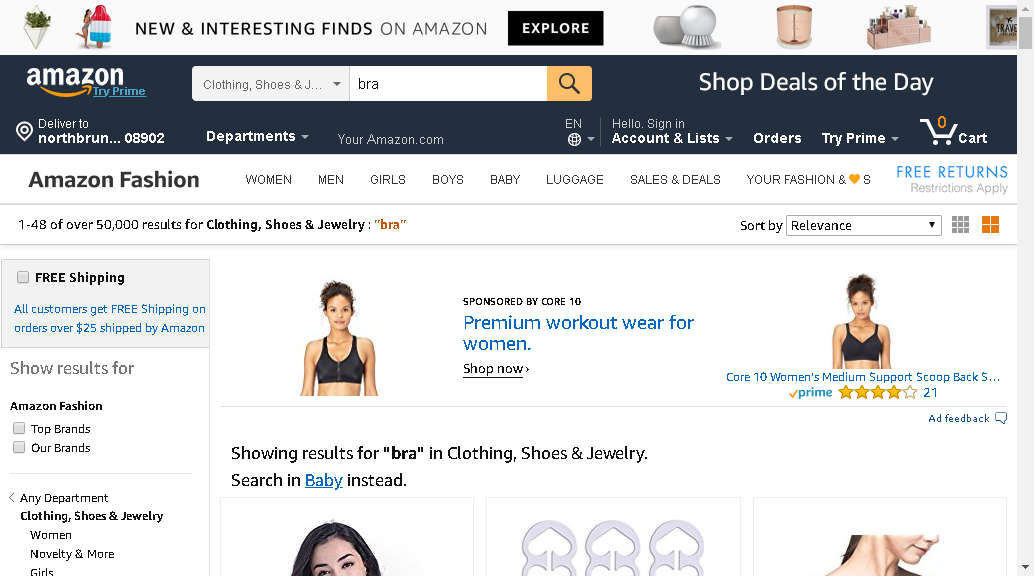 NEW & INTERESTING FINDS ON AMAZON
EXPLORE
TRAVE
amazon
Try Prime
Clothing, Shoes & J...
bra
Shop Deals of the Day
Deliver to
northbrun... 08902
Departments
Your Amazon.com
EN
Hello. Sign in
Account & Lists
Orders
Try Prime
0
Cart
Amazon Fashion
WOMEN
MEN
GIRLS
BOYS
BABY
LUGGAGE
SALES & DEALS
YOUR FASHION & 🧡 S
FREE RETURNS
Restrictions Apply
1-48 of over 50,000 results for Clothing, Shoes & Jewelry : "bra"
Sort by Relevance
FREE Shipping
All customers get FREE Shipping on
orders over $25 shipped by Amazon
Show results for
Amazon Fashion
Top Brands
Our Brands
Any Department
Clothing, Shoes & Jewelry
Women
Novelty & More
Girls
SPONSORED BY CORE 10
Premium workout wear for
women.
Shop now ›
Core 10 Women's Medium Support Scoop Back S...
prime 21
Ad feedback
Showing results for "bra" in Clothing, Shoes & Jewelry.
Search in Baby instead.